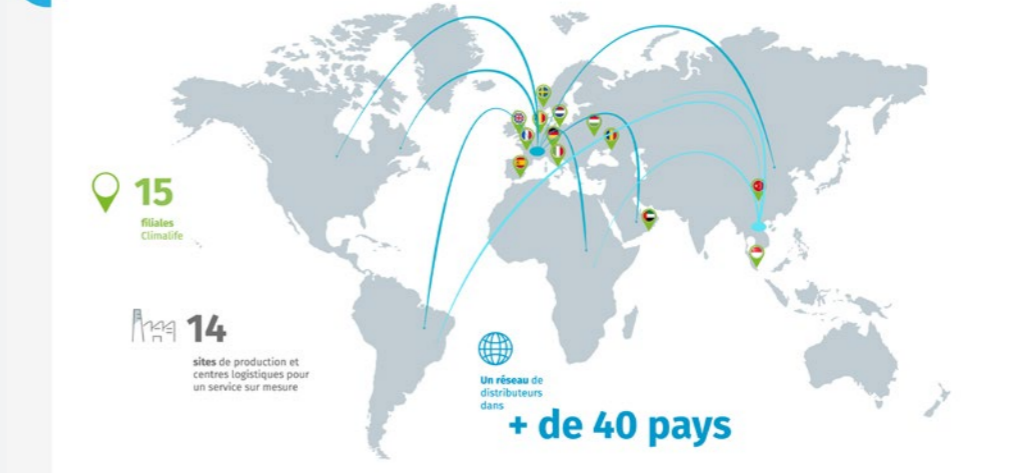 15
filiales
Climalife
14
sites de production et
centres logistiques pour
un service sur mesure
Un réseau de
distributeurs
dans
+ de 40 pays